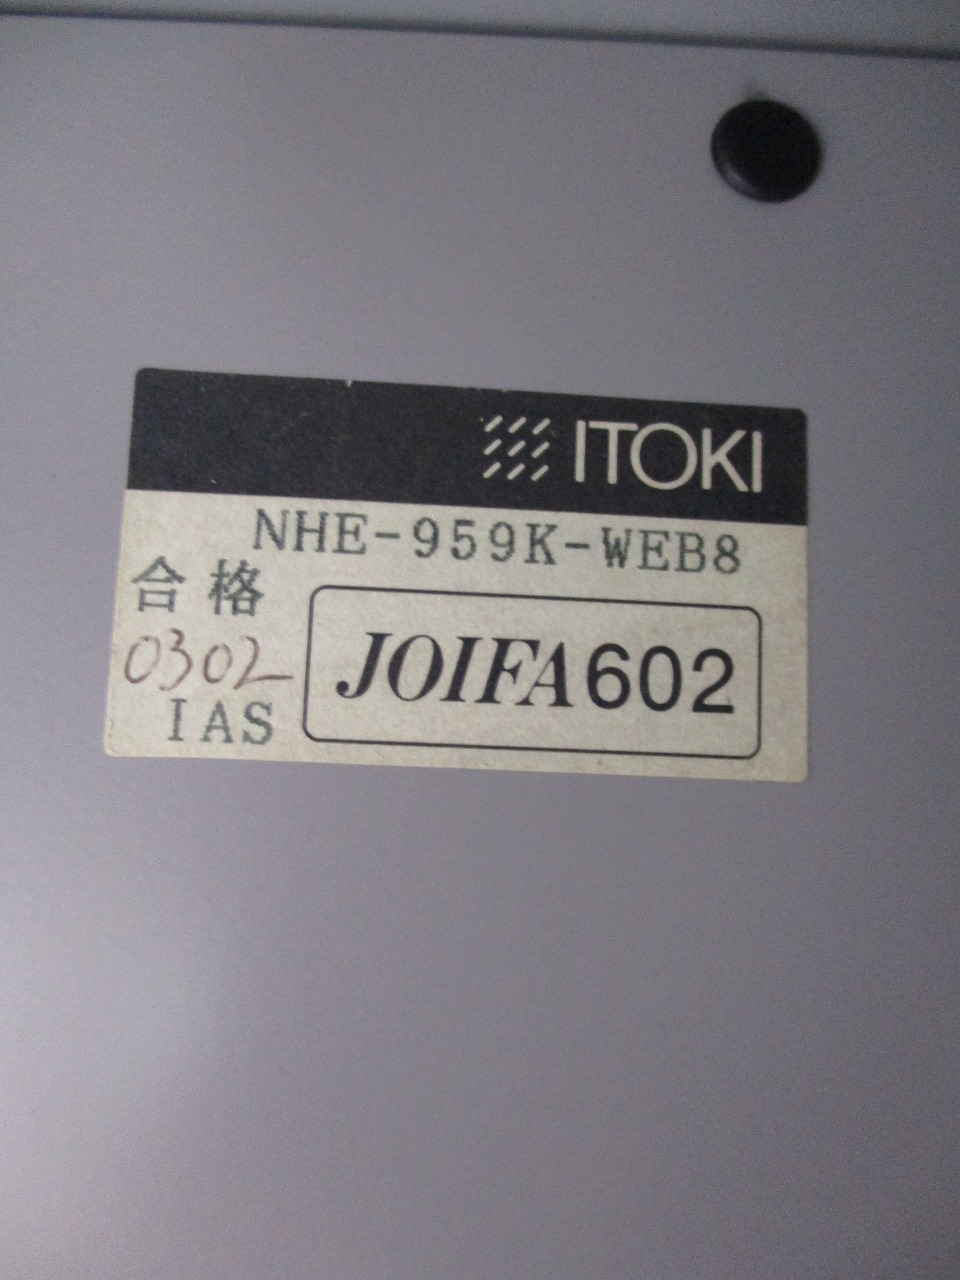 ITOKI
NHE-959K-WEB8
合格
0302
IAS
JOIFA602